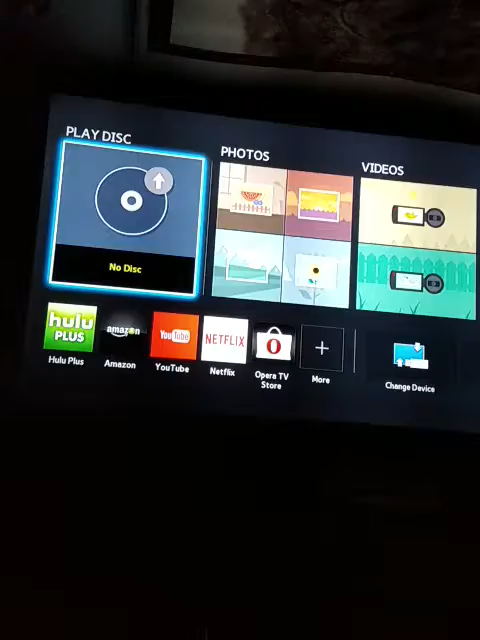 PLAY DISC
PHOTOS
VIDEOS
No Disc
hulu
PLUS
amazon
YouTube
NETFLIX
Hulu Plus
Amazon
YouTube
Netflix
Opera TV
Store
More
Change Device